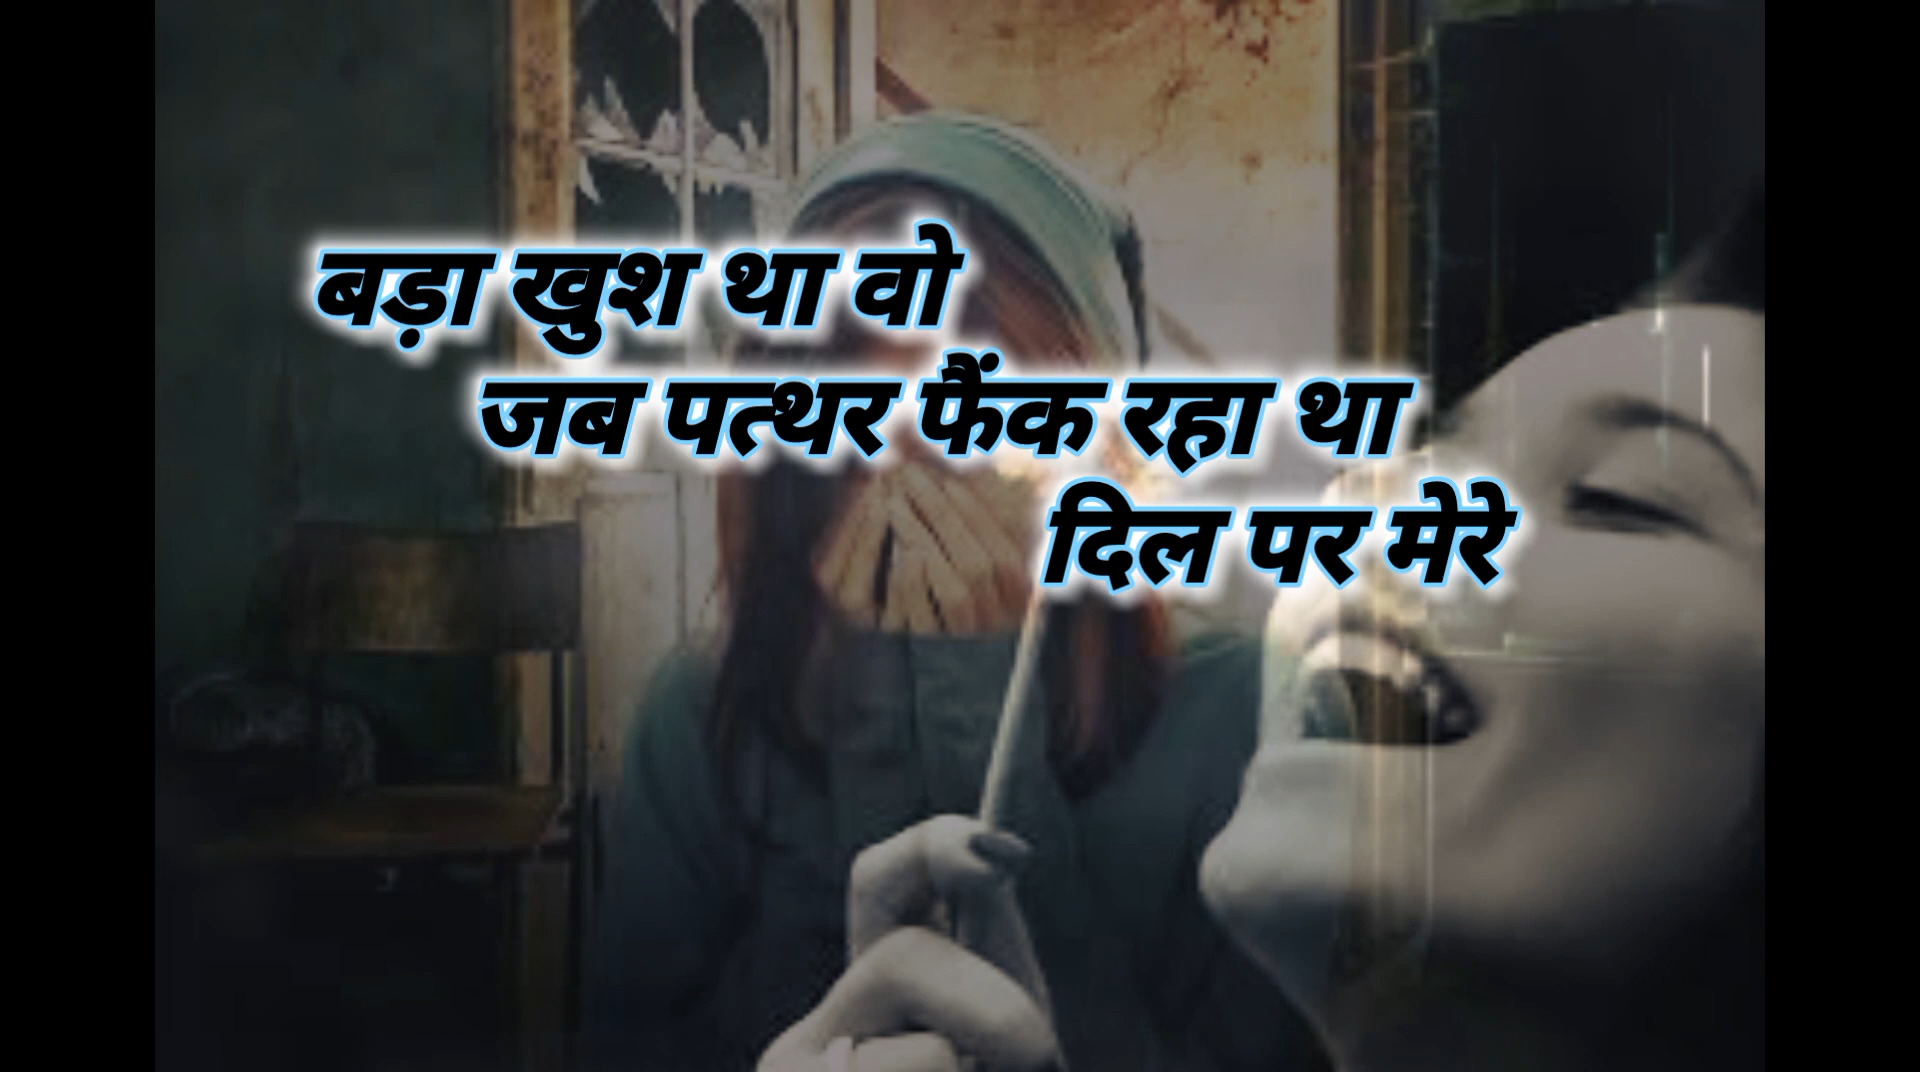 बड़ा खुश था वो
जब पत्थर फैंक रहा था
दिल पर मेरे